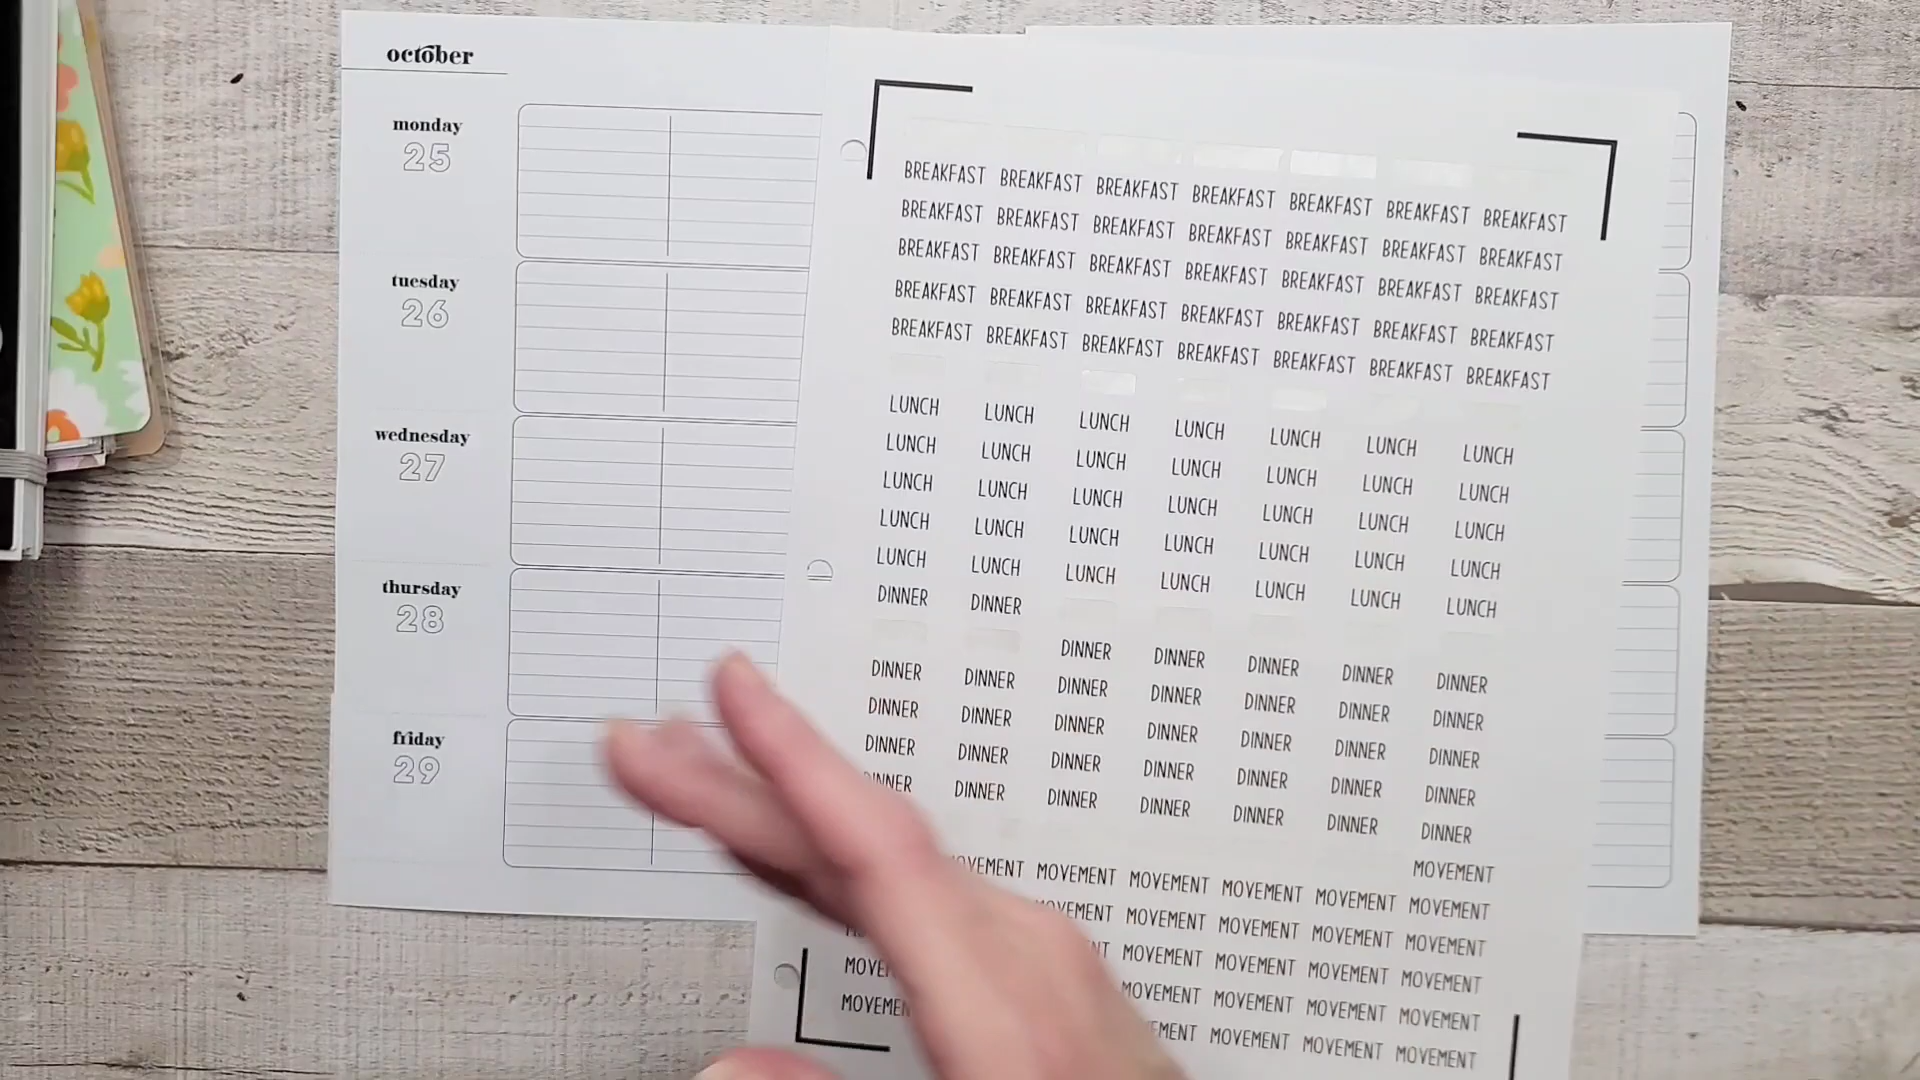 october
monday
25
tuesday
26
wednesday
27
thursday
28
friday
29
BREAKFAST BREAKFAST BREAKFAST BREAKFAST BREAKFAST BREAKFAST BREAKFAST
BREAKFAST BREAKFAST BREAKFAST BREAKFAST BREAKFAST BREAKFAST BREAKFAST
BREAKFAST BREAKFAST BREAKFAST BREAKFAST BREAKFAST BREAKFAST BREAKFAST
BREAKFAST BREAKFAST BREAKFAST BREAKFAST BREAKFAST BREAKFAST BREAKFAST
BREAKFAST BREAKFAST BREAKFAST BREAKFAST BREAKFAST BREAKFAST BREAKFAST
LUNCH LUNCH LUNCH LUNCH LUNCH LUNCH LUNCH
LUNCH LUNCH LUNCH LUNCH LUNCH LUNCH LUNCH
LUNCH LUNCH LUNCH LUNCH LUNCH LUNCH LUNCH
LUNCH LUNCH LUNCH LUNCH LUNCH LUNCH LUNCH
LUNCH LUNCH LUNCH LUNCH LUNCH LUNCH LUNCH
DINNER DINNER
DINNER DINNER DINNER DINNER DINNER
DINNER DINNER DINNER DINNER DINNER DINNER DINNER
DINNER DINNER DINNER DINNER DINNER DINNER DINNER
DINNER DINNER DINNER DINNER DINNER DINNER DINNER
DINNER DINNER DINNER DINNER DINNER DINNER DINNER
MOVEMENT
MOVEMENT MOVEMENT MOVEMENT MOVEMENT MOVEMENT MOVEMENT
MOVEMENT MOVEMENT MOVEMENT MOVEMENT MOVEMENT
MOVEMENT MOVEMENT MOVEMENT MOVEMENT
MOVEMENT MOVEMENT MOVEMENT MOVEMENT
MOVEMENT MOVEMENT MOVEMENT MOVEMENT